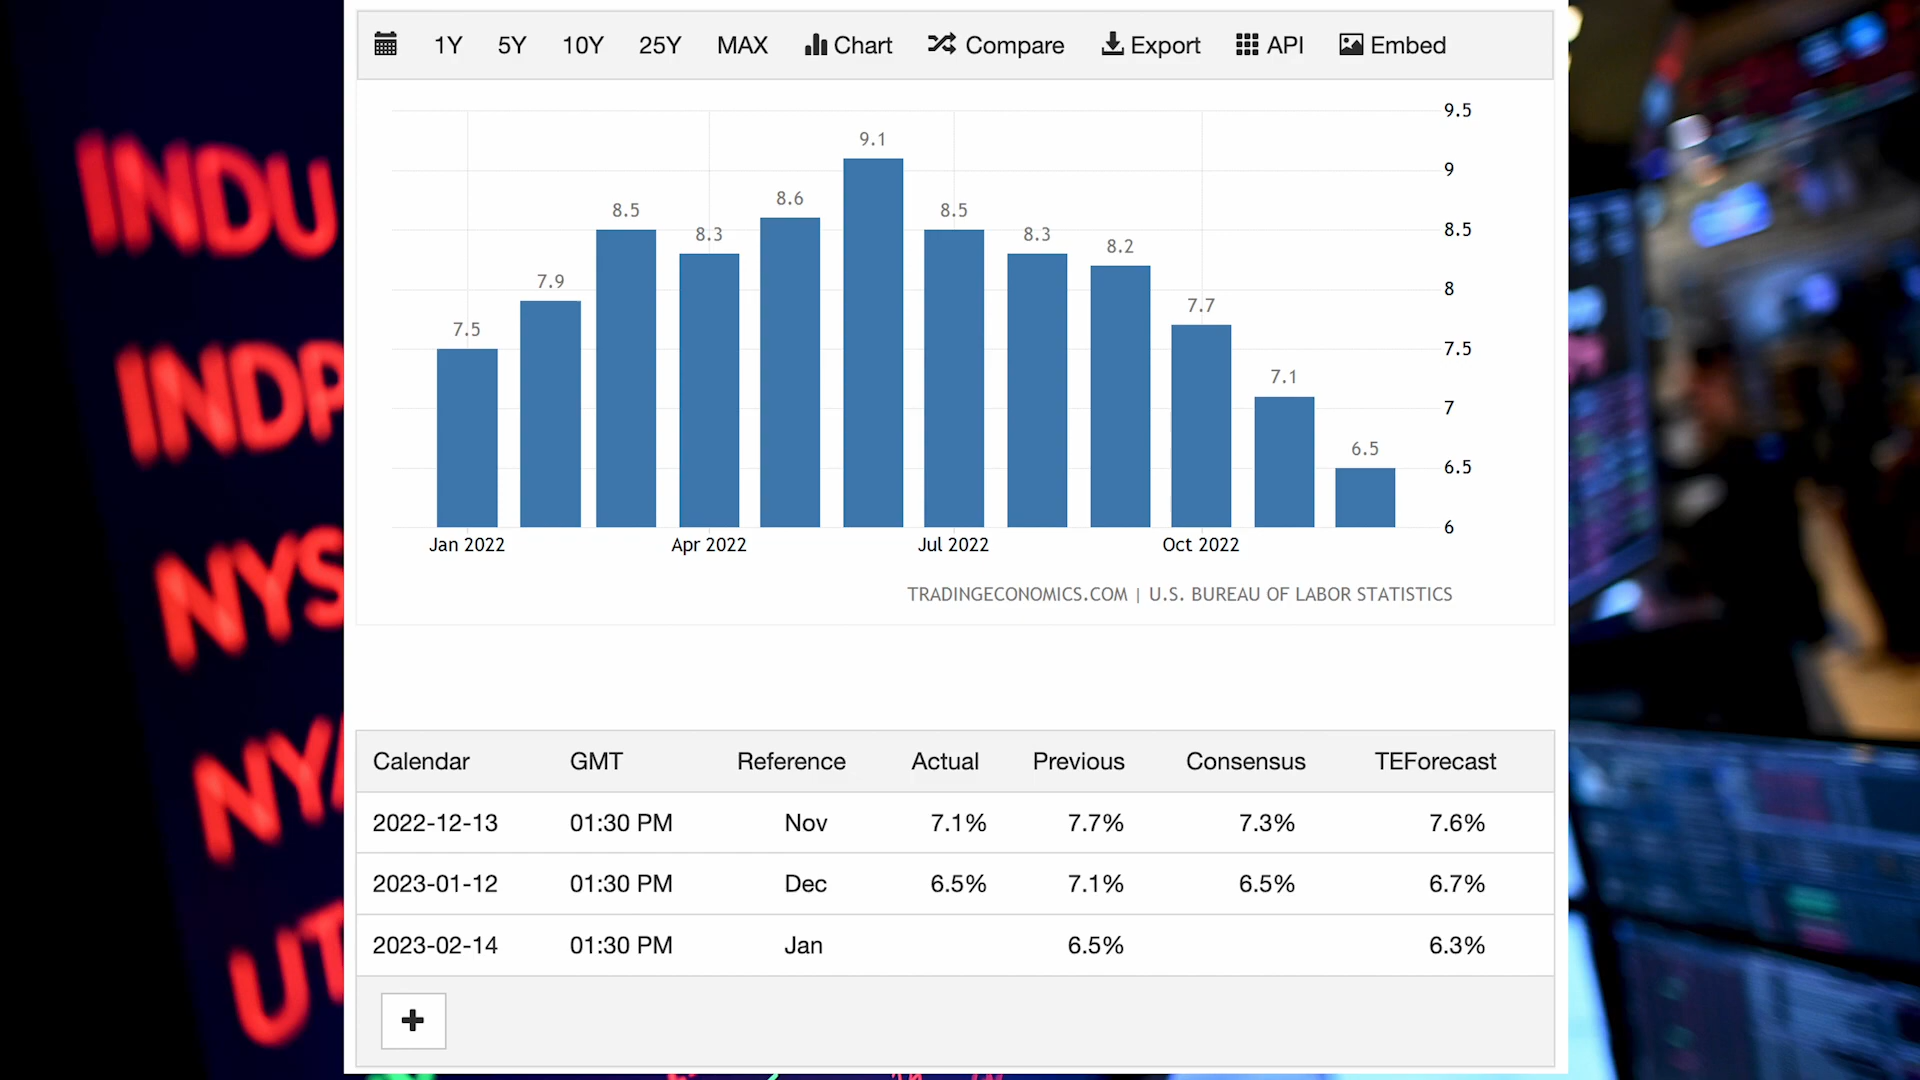 1Y 5Y 10Y 25Y MAX Chart Compare Export API Embed
9.5
9
8.5
8
7.5
7
6.5
6
7.5 7.9 8.5 8.3 8.6 9.1 8.5 8.3 8.2 7.7 7.1 6.5
Jan 2022 Apr 2022 Jul 2022 Oct 2022
TRADINGECONOMICS.COM | U.S. BUREAU OF LABOR STATISTICS
Calendar GMT Reference Actual Previous Consensus TEForecast
2022-12-13 01:30 PM Nov 7.1% 7.7% 7.3% 7.6%
2023-01-12 01:30 PM Dec 6.5% 7.1% 6.5% 6.7%
2023-02-14 01:30 PM Jan 6.5% 6.3%
+
INDU
INDP
NYS
NYA
UT